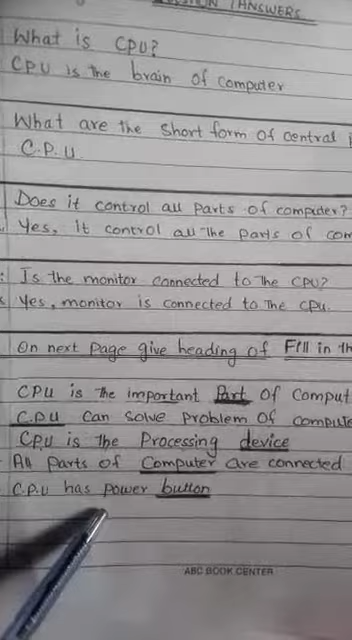 ANSWERS
What is CPU?
CPU is the brain of computer
What are the short form of central
C.P.U
Does it control all parts of computer?
Yes, it control all the parts of com
Is the monitor connected to the CPU?
Yes, monitor is connected to the CPU.
On next page give heading of Fill in th
CPU is the important Part of Comput
C.P.U can solve problem of compute
CPU is the Processing device
All parts of Computer are connected
C.P.U has power button
ABC BOOK CENTER